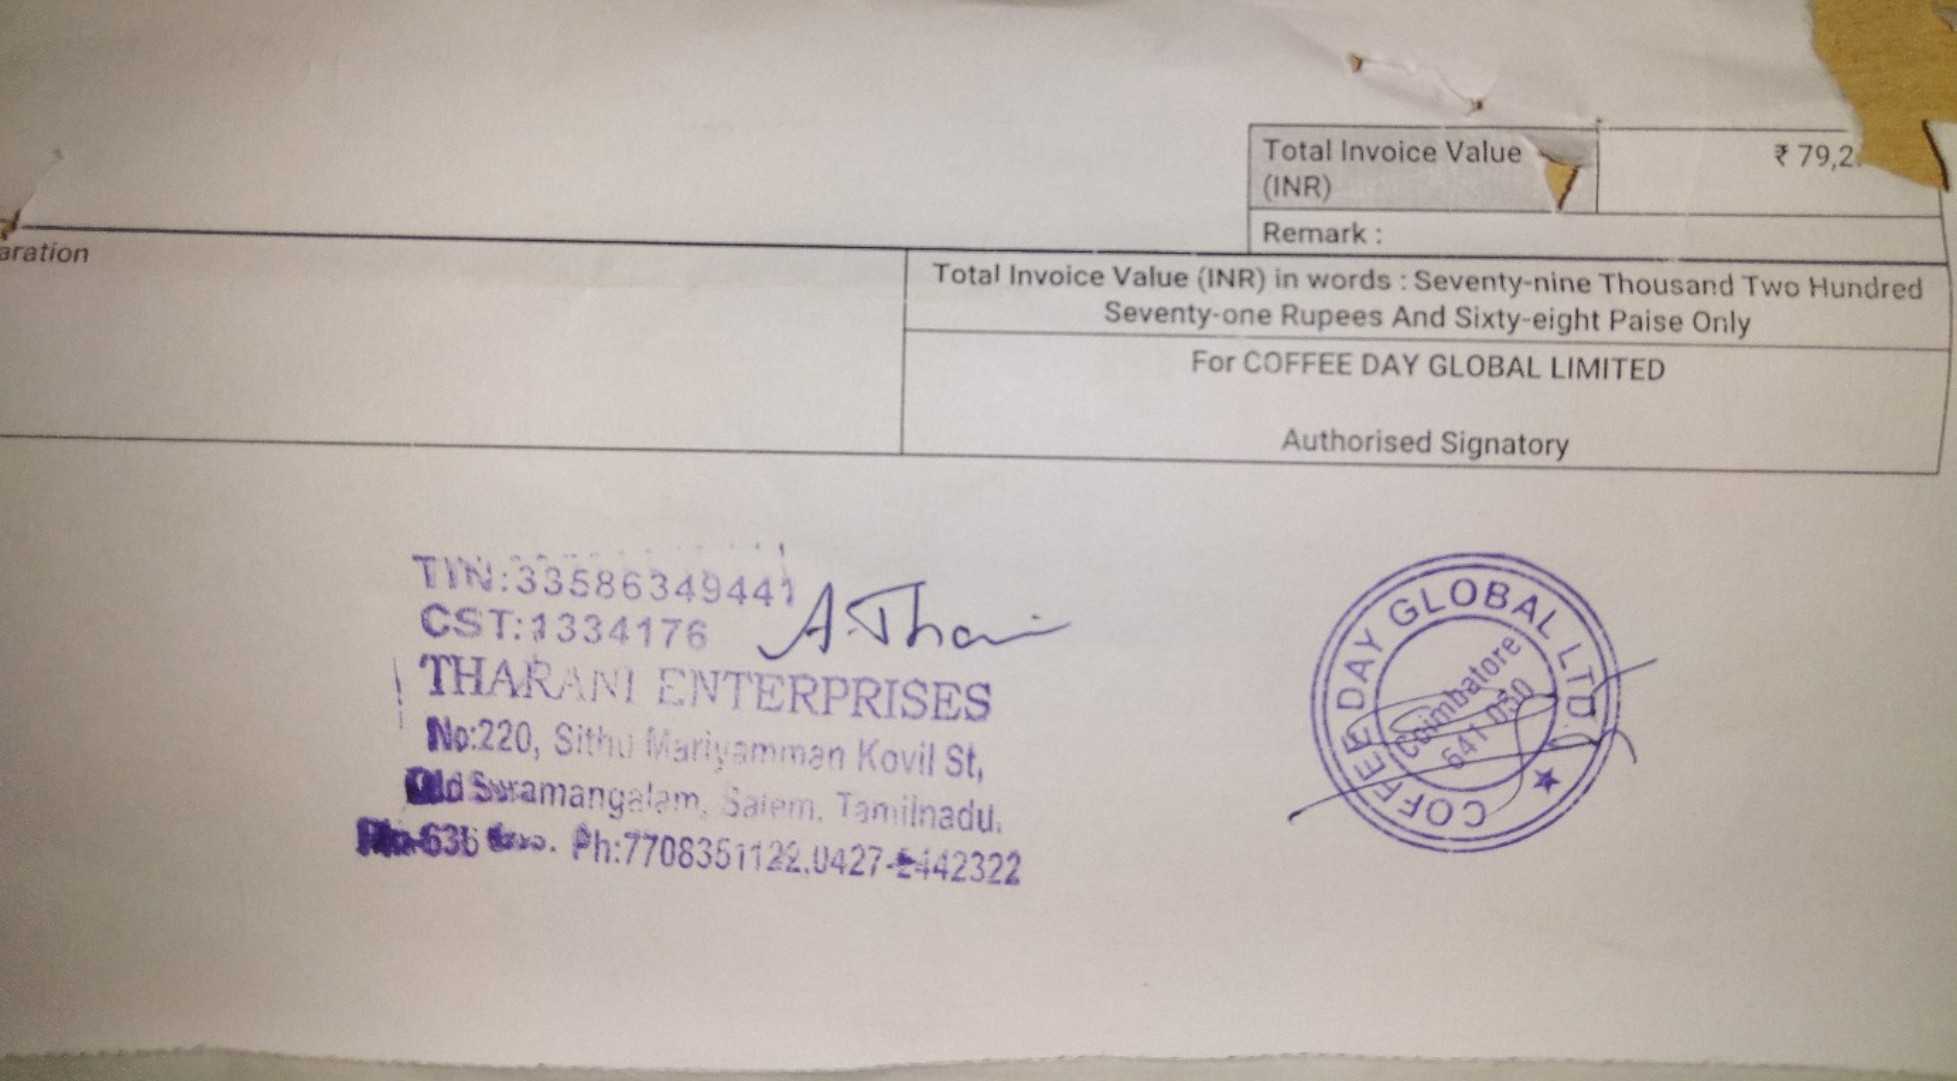 Total Invoice Value ₹ 79,2
(INR)
Remark :
aration
Total Invoice Value (INR) in words : Seventy-nine Thousand Two Hundred
Seventy-one Rupees And Sixty-eight Paise Only
For COFFEE DAY GLOBAL LIMITED
Authorised Signatory
TIN:33586349441
CST:1334176
A.Thar
THARANI ENTERPRISES
No:220, Sithu Mariyamman Kovil St,
Old Suramangalam, Salem, Tamilnadu.
Ph:7708351122,0427-2442322
COFFEE DAY GLOBAL LTD.
Coimbatore
641 030